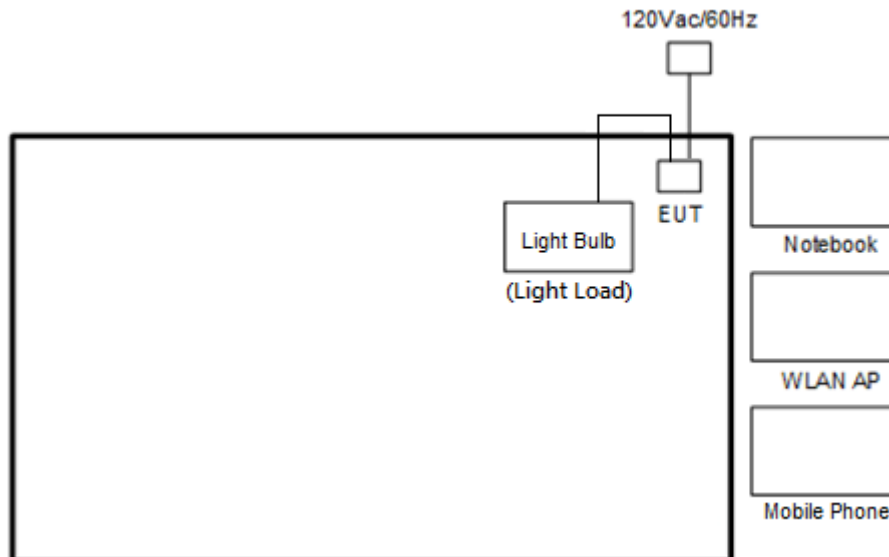 120Vac/60Hz
EUT
Light Bulb
(Light Load)
Notebook
WLAN AP
Mobile Phone